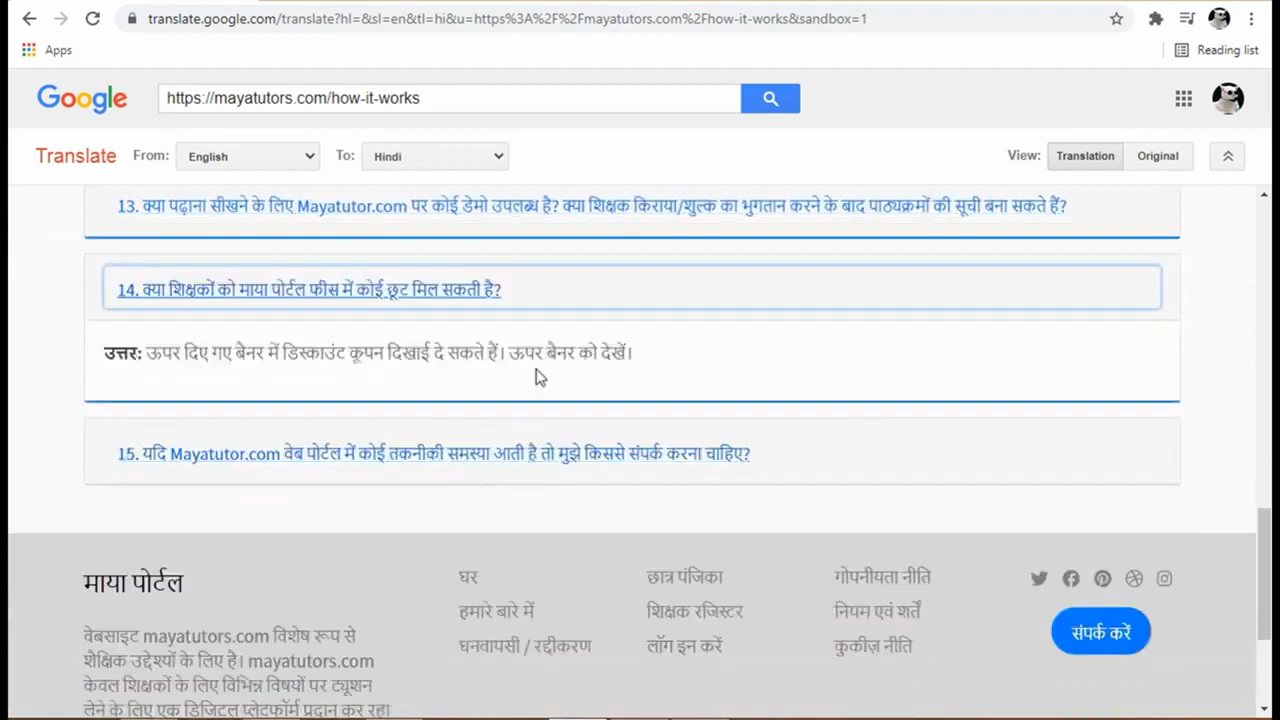 translate.google.com/translate?hl=&sl=en&tl=hi&u=https%3A%2F%2Fmayatutors.com%2Fhow-it-works&sandbox=1
Apps
Reading list
Google
https://mayatutors.com/how-it-works
Translate From: English To: Hindi View: Translation Original
13. क्या पढ़ाना सीखने के लिए Mayatutor.com पर कोई डेमो उपलब्ध है? क्या शिक्षक किराया/शुल्क का भुगतान करने के बाद पाठ्यक्रमों की सूची बना सकते हैं?
14. क्या शिक्षकों को माया पोर्टल फीस में कोई छूट मिल सकती है?
उत्तर: ऊपर दिए गए बैनर में डिस्काउंट कूपन दिखाई दे सकते हैं। ऊपर बैनर को देखें।
15. यदि Mayatutor.com वेब पोर्टल में कोई तकनीकी समस्या आती है तो मुझे किससे संपर्क करना चाहिए?
माया पोर्टल
वेबसाइट mayatutors.com विशेष रूप से
शैक्षिक उद्देश्यों के लिए है। mayatutors.com
केवल शिक्षकों के लिए विभिन्न विषयों पर ट्यूशन
लेने के लिए एक डिजिटल प्लेटफॉर्म प्रदान कर रहा
घर
हमारे बारे में
धनवापसी / रद्दीकरण
छात्र पंजिका
शिक्षक रजिस्टर
लॉग इन करें
गोपनीयता नीति
नियम एवं शर्तें
कुकीज़ नीति
संपर्क करें